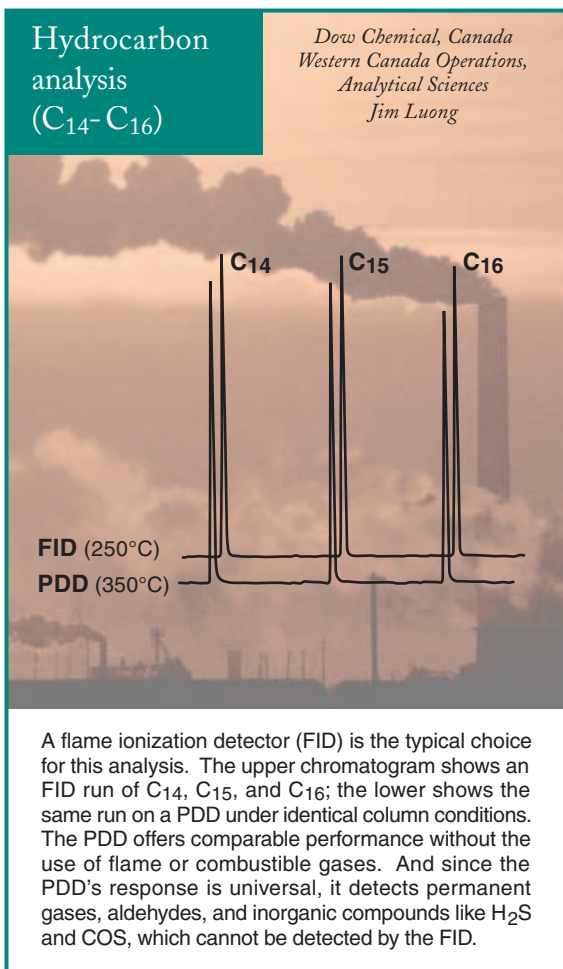 Hydrocarbon
analysis
(C14- C16)
Dow Chemical, Canada
Western Canada Operations,
Analytical Sciences
Jim Luong
C14 C15 C16
FID (250°C)
PDD (350°C)
A flame ionization detector (FID) is the typical choice
for this analysis. The upper chromatogram shows an
FID run of C14, C15, and C16; the lower shows the
same run on a PDD under identical column conditions.
The PDD offers comparable performance without the
use of flame or combustible gases. And since the
PDD's response is universal, it detects permanent
gases, aldehydes, and inorganic compounds like H2S
and COS, which cannot be detected by the FID.